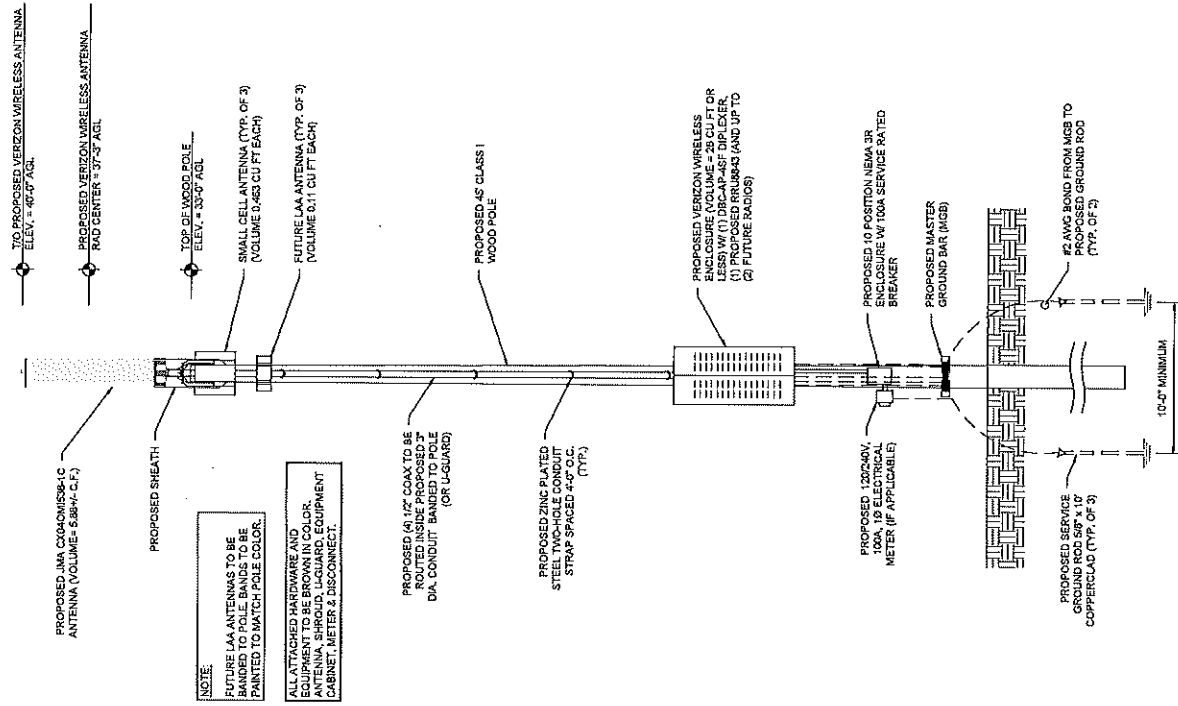 T/O PROPOSED VERIZON WIRELESS ANTENNA
ELEV. = 40'-0" AGL
PROPOSED VERIZON WIRELESS ANTENNA
RAD CENTER = 37'-3" AGL
TOP OF WOOD POLE
ELEV. = 33'-0" AGL
SMALL CELL ANTENNA (TYP. OF 3)
(VOLUME 0.463 CU FT EACH)
FUTURE LAA ANTENNA (TYP. OF 3)
(VOLUME 0.11 CU FT EACH)
PROPOSED 45' CLASS I
WOOD POLE
PROPOSED VERIZON WIRELESS
ENCLOSURE (VOLUME = 28 CU FT OR
LESS) W/ (1) DBC-AP-4SF DIPLEXER,
(1) PROPOSED RRU8843 (AND UP TO
(2) FUTURE RADIOS)
PROPOSED 10 POSITION NEMA 3R
ENCLOSURE W/ 100A SERVICE RATED
BREAKER
PROPOSED MASTER
GROUND BAR (MGB)
#2 AWG BOND FROM MGB TO
PROPOSED GROUND ROD
(TYP. OF 2)
10'-0" MINIMUM
PROPOSED JMA CX04OMI536-1C
ANTENNA (VOLUME= 5.88+/- C.F.)
PROPOSED SHEATH
NOTE:
FUTURE LAA ANTENNAS TO BE
BANDED TO POLE. BANDS TO BE
PAINTED TO MATCH POLE COLOR.
ALL ATTACHED HARDWARE AND
EQUIPMENT TO BE BROWN IN COLOR.
ANTENNA, SHROUD, U-GUARD, EQUIPMENT
CABINET, METER & DISCONNECT.
PROPOSED (4) 1/2" COAX TO BE
ROUTED INSIDE PROPOSED 3"
DIA. CONDUIT BANDED TO POLE
(OR U-GUARD)
PROPOSED ZINC PLATED
STEEL TWO-HOLE CONDUIT
STRAP SPACED 4'-0" O.C.
(TYP.)
PROPOSED 120/240V,
100A, 1Ø ELECTRICAL
METER (IF APPLICABLE)
PROPOSED SERVICE
GROUND ROD 5/8" x 10'
COPPERCLAD (TYP. OF 3)